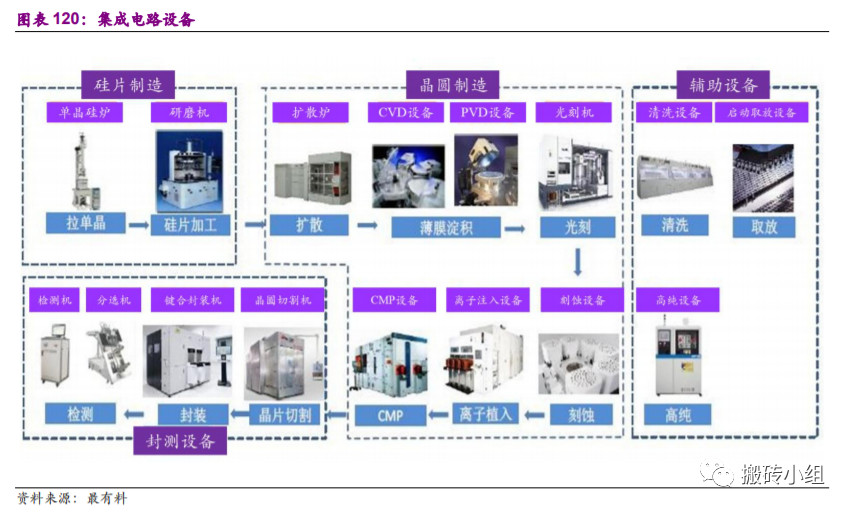 图表 120：集成电路设备
硅片制造
晶圆制造
辅助设备
单晶硅炉
研磨机
扩散炉
CVD设备
PVD设备
光刻机
清洗设备
启动取放设备
拉单晶
硅片加工
扩散
薄膜淀积
光刻
清洗
取放
检测机
分选机
键合封装机
晶圆切割机
CMP设备
离子注入设备
刻蚀设备
高纯设备
检测
封装
晶片切割
CMP
离子植入
刻蚀
高纯
封测设备
搬砖小组
资料来源：最有料